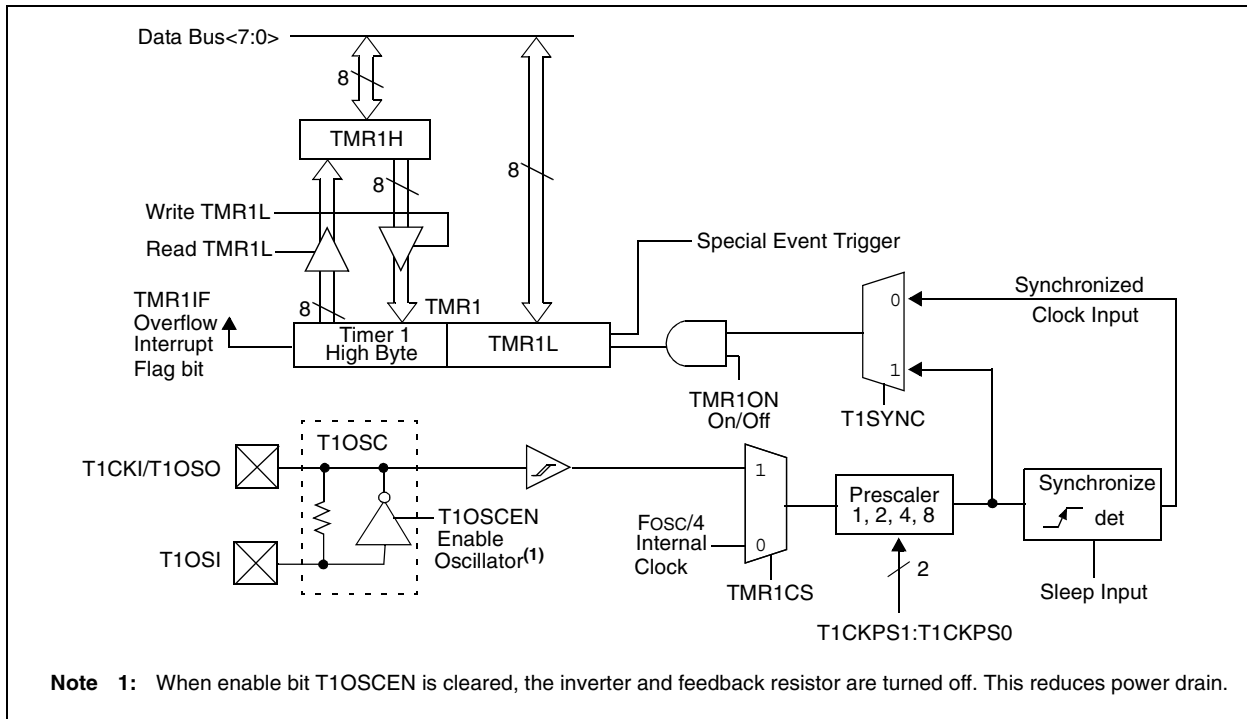 Data Bus<7:0>
8
TMR1H
8
8
Write TMR1L
Read TMR1L
Special Event Trigger
TMR1IF
Overflow
Interrupt
Flag bit
8
TMR1
Timer 1
High Byte
TMR1L
TMR1ON
On/Off
0
1
T1SYNC
Synchronized
Clock Input
T1OSC
T1CKI/T1OSO
T1OSI
T1OSCEN
Enable
Oscillator(1)
FOSC/4
Internal
Clock
1
0
TMR1CS
Prescaler
1, 2, 4, 8
2
T1CKPS1:T1CKPS0
Synchronize
det
Sleep Input
Note 1: When enable bit T1OSCEN is cleared, the inverter and feedback resistor are turned off. This reduces power drain.